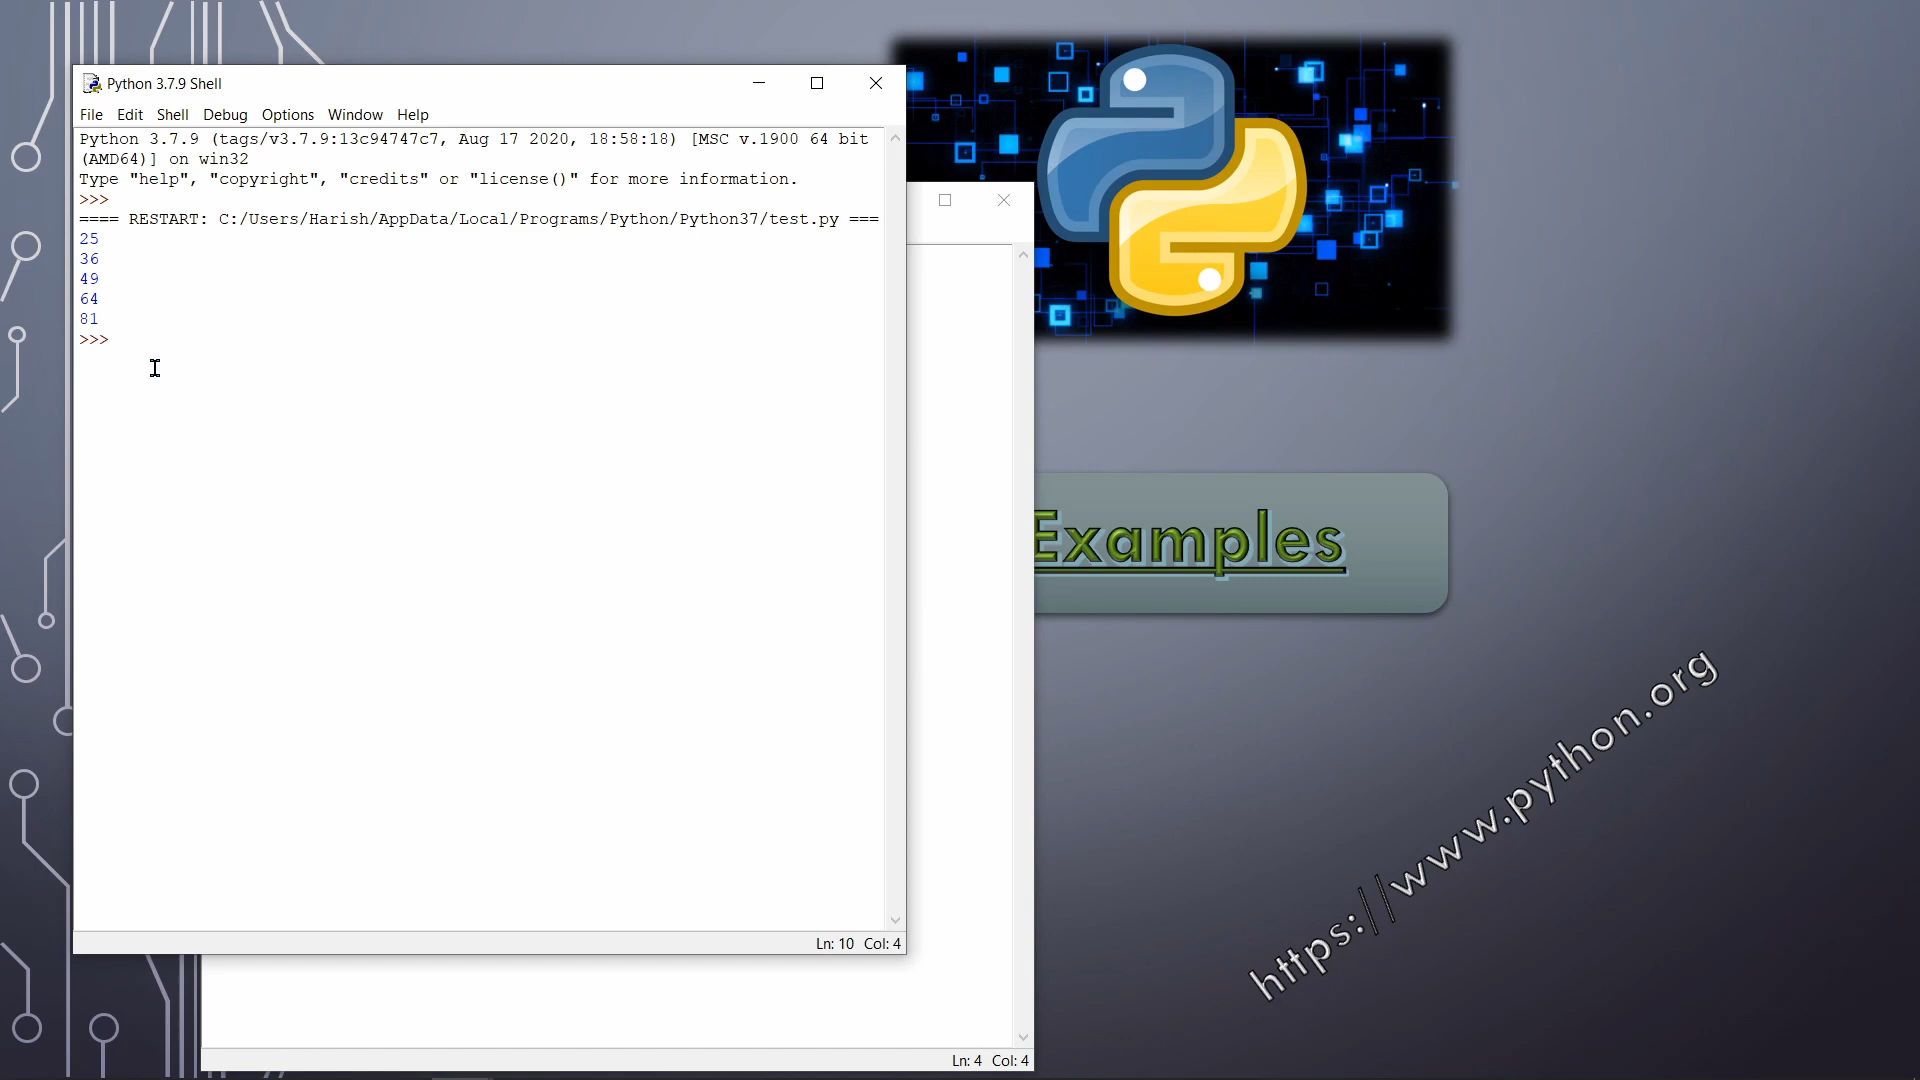 Python 3.7.9 Shell
File Edit Shell Debug Options Window Help
Python 3.7.9 (tags/v3.7.9:13c94747c7, Aug 17 2020, 18:58:18) [MSC v.1900 64 bit
(AMD64)] on win32
Type "help", "copyright", "credits" or "license()" for more information.
>>>
==== RESTART: C:/Users/Harish/AppData/Local/Programs/Python/Python37/test.py ===
25
36
49
64
81
>>>
Ln: 10 Col: 4
Ln: 4 Col: 4
Examples
https://www.python.org